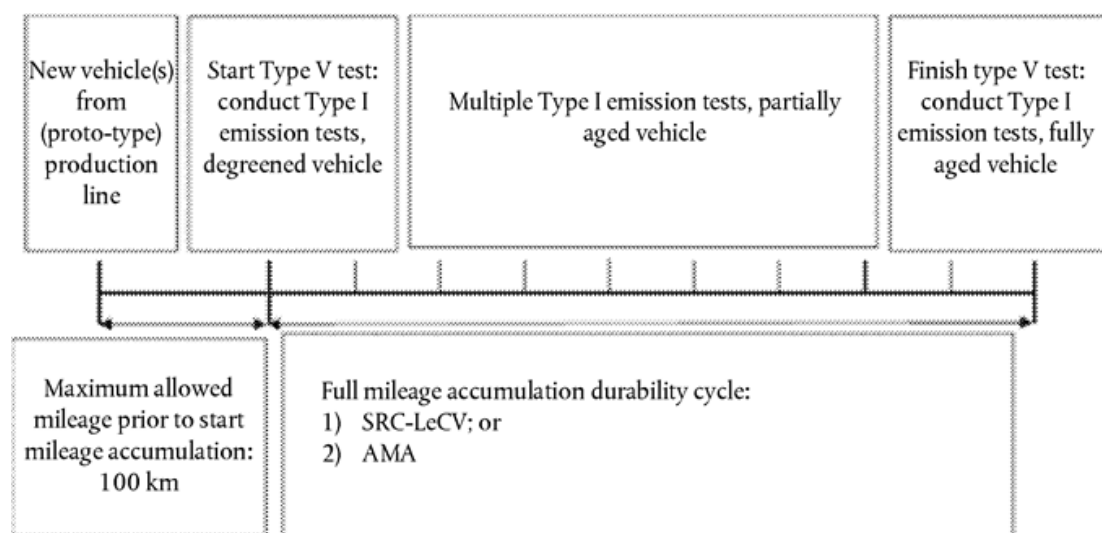 New vehicle(s)
from
(proto-type)
production
line
Start Type V test:
conduct Type I
emission tests,
degreened vehicle
Multiple Type I emission tests, partially
aged vehicle
Finish type V test:
conduct Type I
emission tests, fully
aged vehicle
Maximum allowed
mileage prior to start
mileage accumulation:
100 km
Full mileage accumulation durability cycle:
1) SRC-LeCV; or
2) AMA